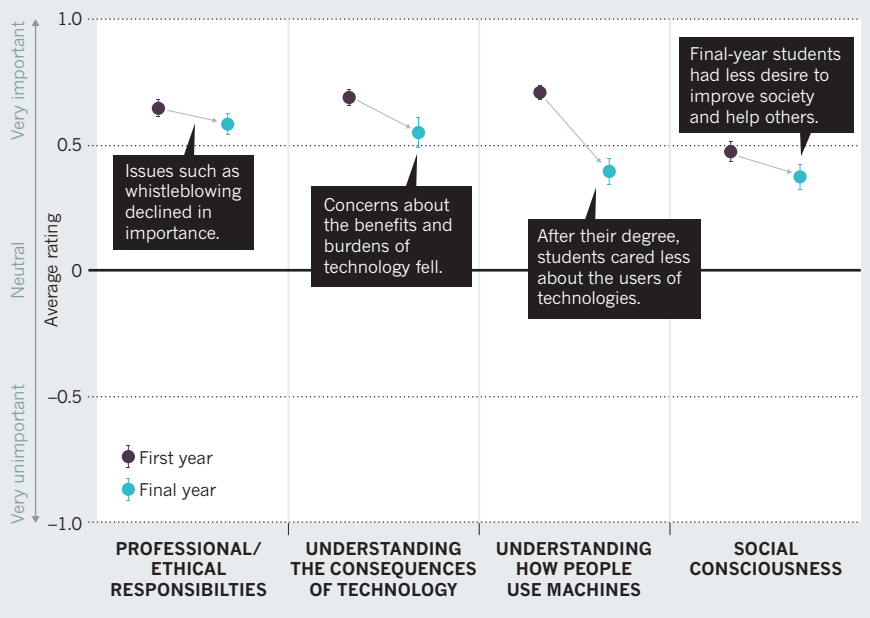 Very important
Neutral
Very unimportant
Average rating
1.0
0.5
0
–0.5
–1.0
Issues such as
whistleblowing
declined in
importance.
Concerns about
the benefits and
burdens of
technology fell.
After their degree,
students cared less
about the users of
technologies.
Final-year students
had less desire to
improve society
and help others.
First year
Final year
PROFESSIONAL/
ETHICAL
RESPONSIBILTIES
UNDERSTANDING
THE CONSEQUENCES
OF TECHNOLOGY
UNDERSTANDING
HOW PEOPLE
USE MACHINES
SOCIAL
CONSCIOUSNESS